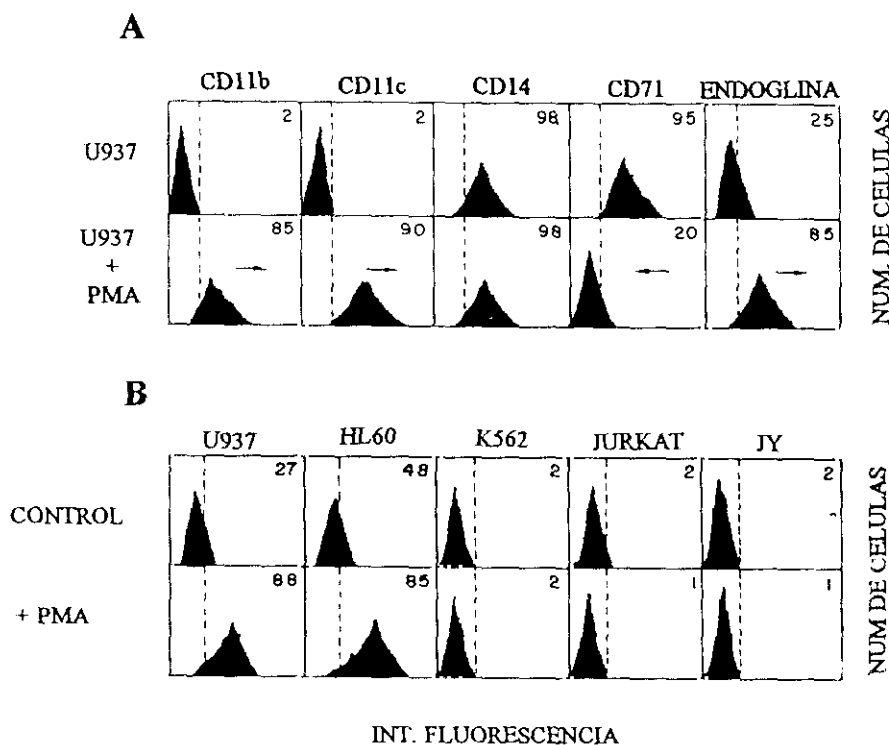 A
CD11b CD11c CD14 CD71 ENDOGLINA
U937 2 2 98 95 25
U937 + PMA 85 90 98 20 85
NUM. DE CELULAS
B
U937 HL60 K562 JURKAT JY
CONTROL 27 48 2 2 2
+ PMA 88 85 2 1 1
NUM DE CELULAS
INT. FLUORESCENCIA